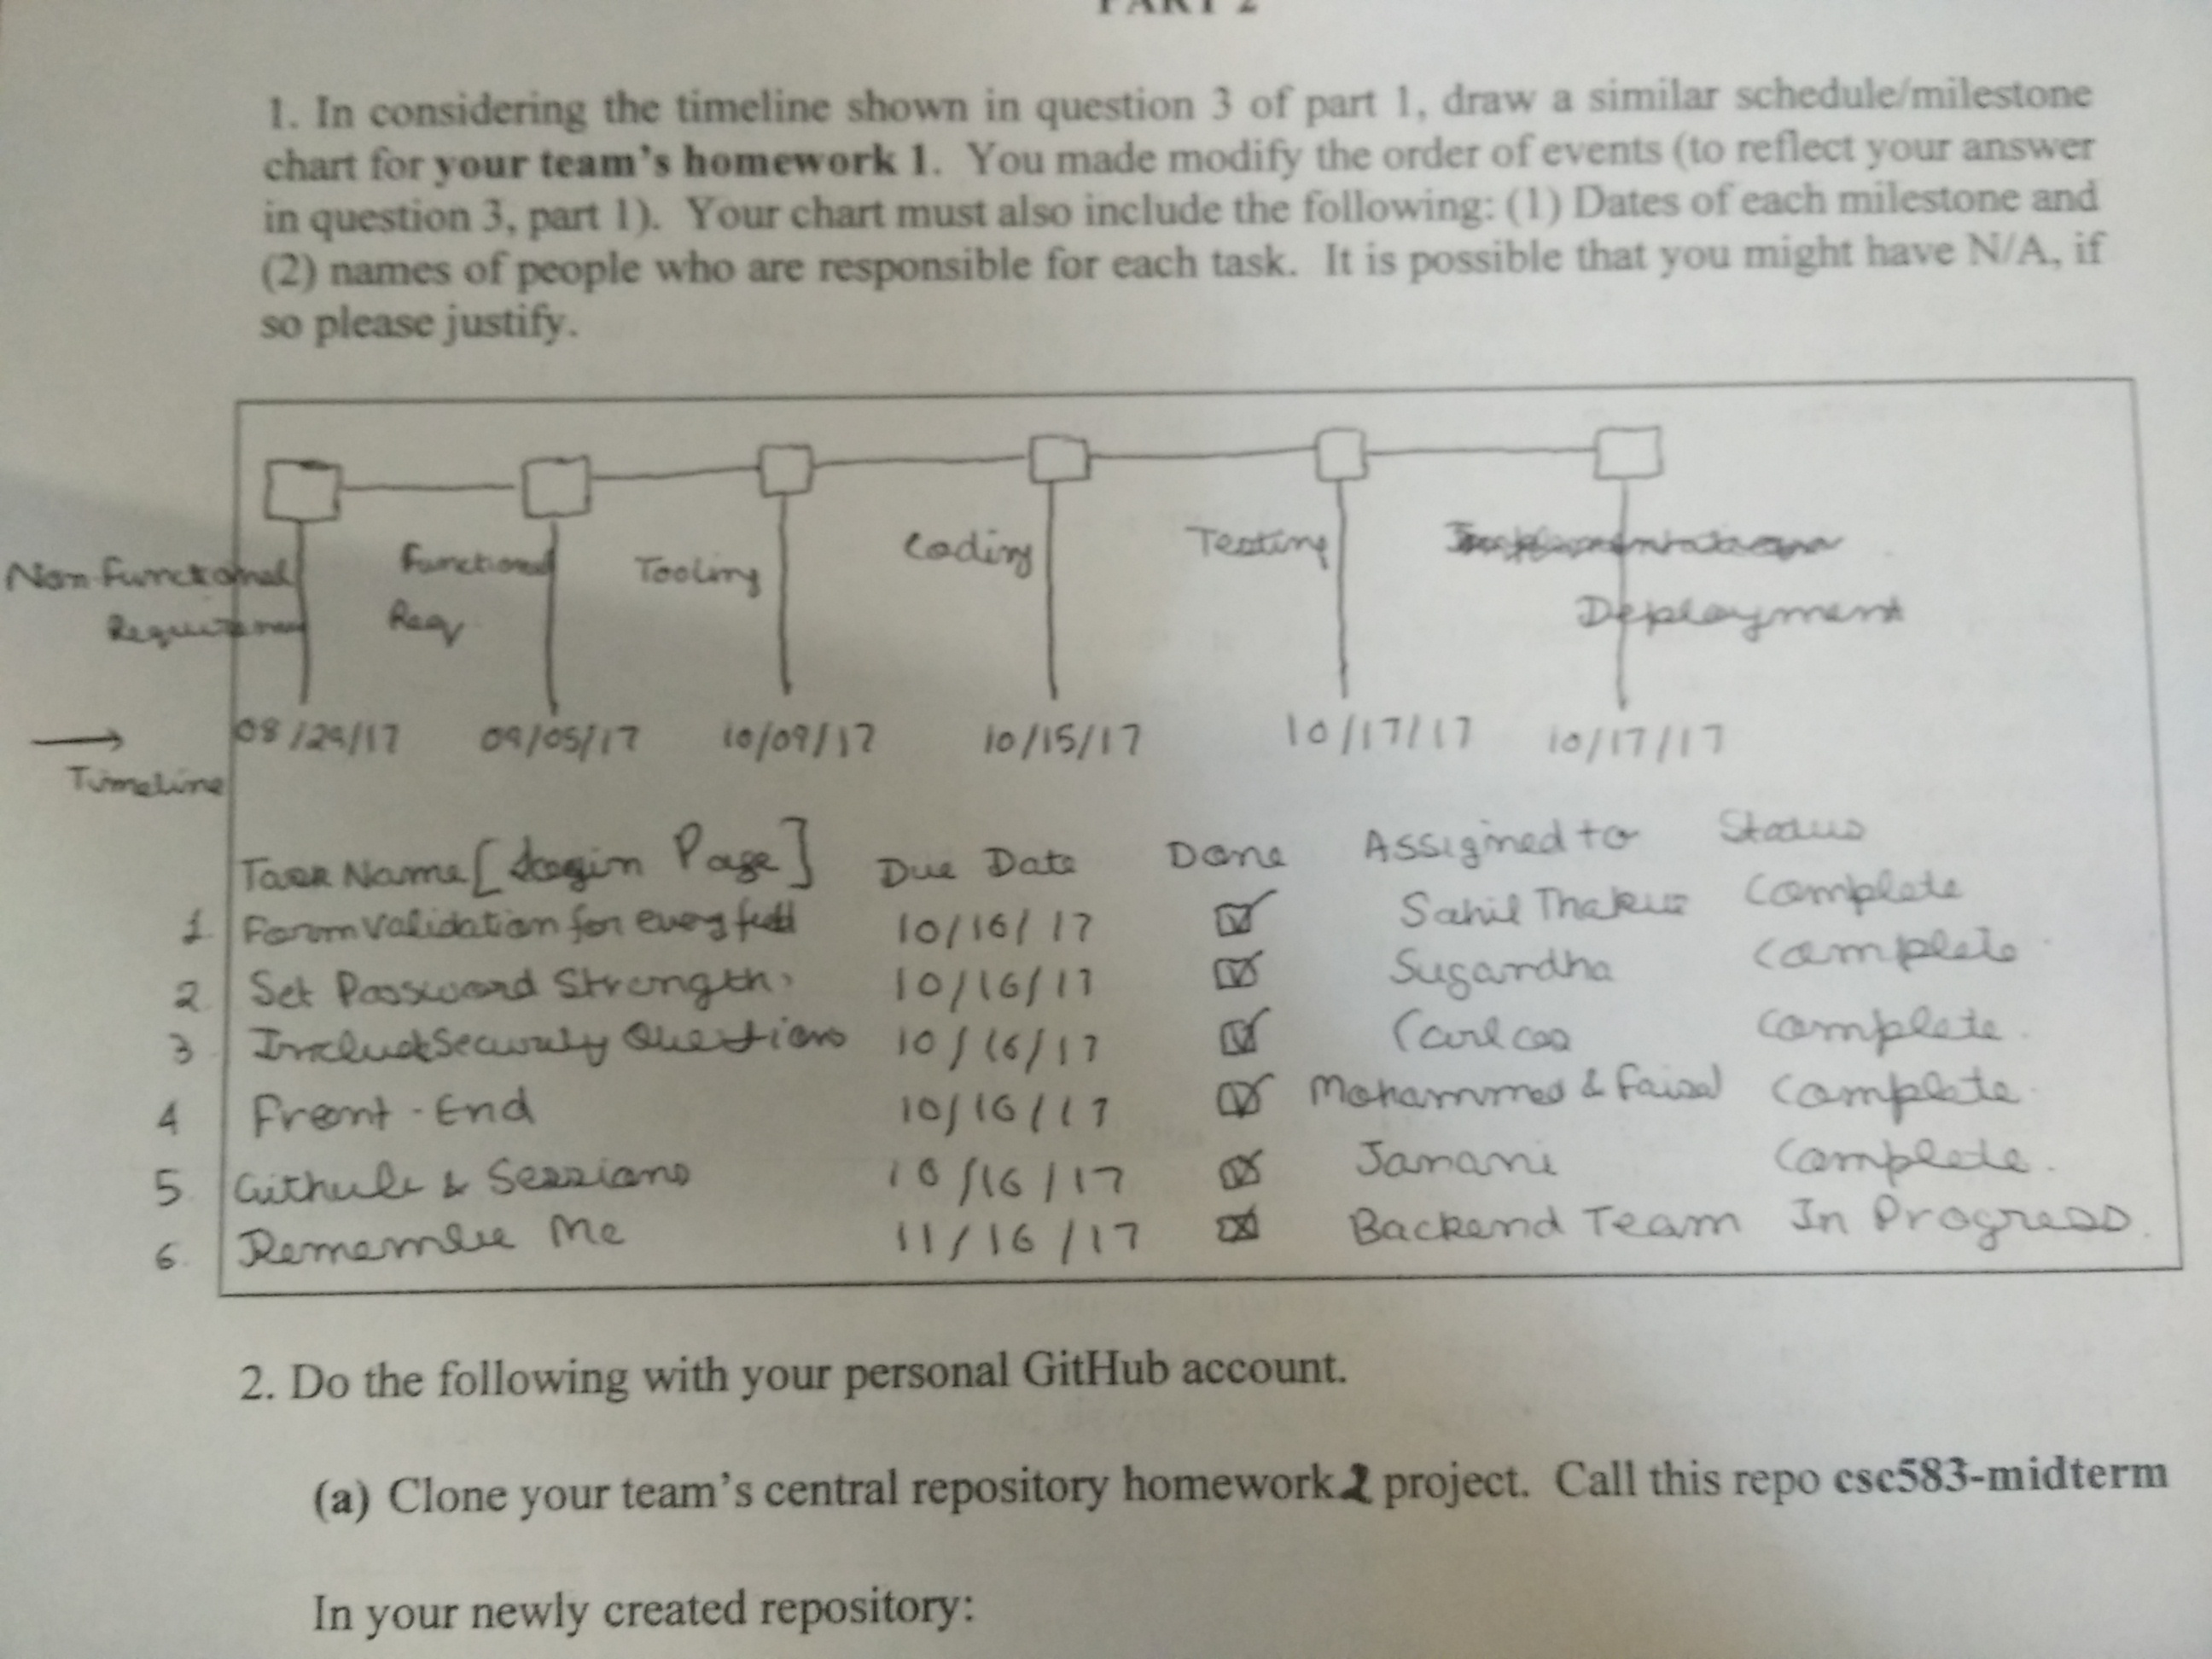 PART 2
1. In considering the timeline shown in question 3 of part 1, draw a similar schedule/milestone
chart for your team's homework 1. You made modify the order of events (to reflect your answer
in question 3, part 1). Your chart must also include the following: (1) Dates of each milestone and
(2) names of people who are responsible for each task. It is possible that you might have N/A, if
so please justify.
Non-Functional Functional Tooling Coding Testing
Requirement Req Deployment
08/29/17 09/05/17 10/09/17 10/15/17 10/17/17 10/17/17
Timeline
Task Name [Login Page] Due Date Done Assigned to Status
1 Form Validation for every field 10/16/17 Sahil Thakur Complete
2. Set Password Strength 10/16/17 Sugandha Complete
3 Include Security Questions 10/16/17 Carlos Complete.
4 Front-End 10/16/17 Mohammed & Faisal Complete.
5 Github & Sessions 10/16/17 Janani Complete.
6. Remember Me 11/16/17 Backend Team In Progress.
2. Do the following with your personal GitHub account.
(a) Clone your team's central repository homework 2 project. Call this repo csc583-midterm
In your newly created repository: